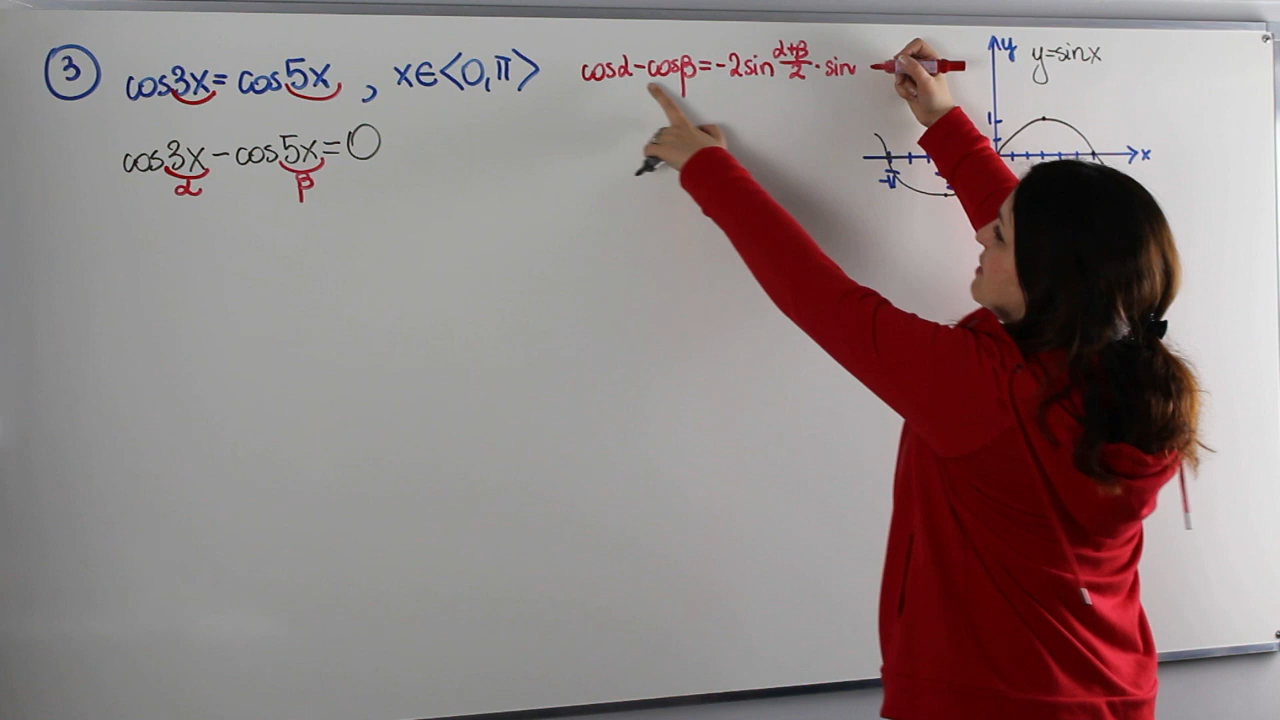 ③ cos3x = cos5x, x∈<0,π>
cosα-cosβ=-2sin (α+β)/2 · sin
y
y=sinx
1
x
-π
cos3x - cos5x = 0
α β